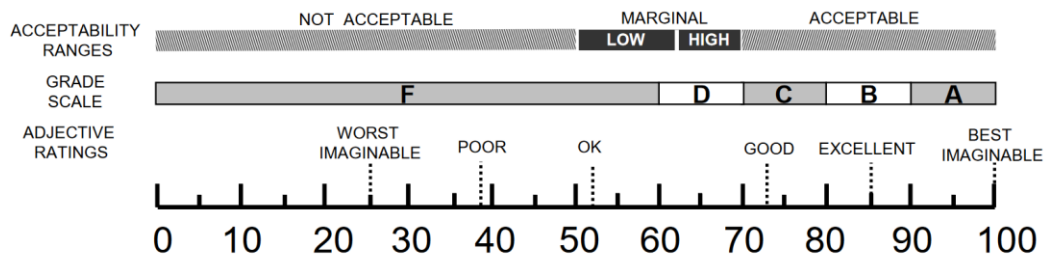 NOT ACCEPTABLE MARGINAL ACCEPTABLE
ACCEPTABILITY
RANGES
LOW HIGH
GRADE
SCALE
F D C B A
ADJECTIVE
RATINGS
WORST
IMAGINABLE
POOR
OK
GOOD
EXCELLENT
BEST
IMAGINABLE
0 10 20 30 40 50 60 70 80 90 100